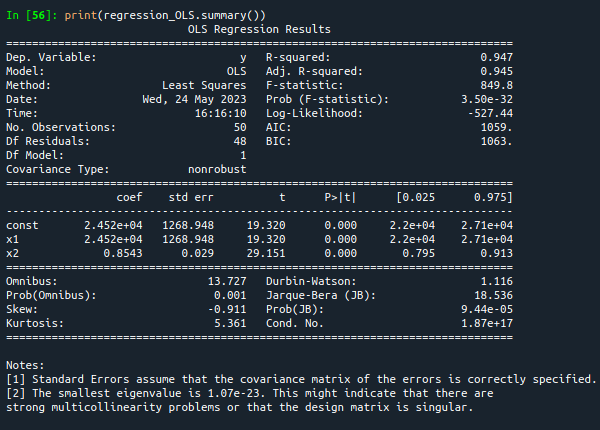 In [56]: print(regression_OLS.summary())
OLS Regression Results
==============================================================================
Dep. Variable: y R-squared: 0.947
Model: OLS Adj. R-squared: 0.945
Method: Least Squares F-statistic: 849.8
Date: Wed, 24 May 2023 Prob (F-statistic): 3.50e-32
Time: 16:16:10 Log-Likelihood: -527.44
No. Observations: 50 AIC: 1059.
Df Residuals: 48 BIC: 1063.
Df Model: 1
Covariance Type: nonrobust
==============================================================================
coef std err t P>|t| [0.025 0.975]
------------------------------------------------------------------------------
const 2.452e+04 1268.948 19.320 0.000 2.2e+04 2.71e+04
x1 2.452e+04 1268.948 19.320 0.000 2.2e+04 2.71e+04
x2 0.8543 0.029 29.151 0.000 0.795 0.913
==============================================================================
Omnibus: 13.727 Durbin-Watson: 1.116
Prob(Omnibus): 0.001 Jarque-Bera (JB): 18.536
Skew: -0.911 Prob(JB): 9.44e-05
Kurtosis: 5.361 Cond. No. 1.87e+17
==============================================================================
Notes:
[1] Standard Errors assume that the covariance matrix of the errors is correctly specified.
[2] The smallest eigenvalue is 1.07e-23. This might indicate that there are
strong multicollinearity problems or that the design matrix is singular.